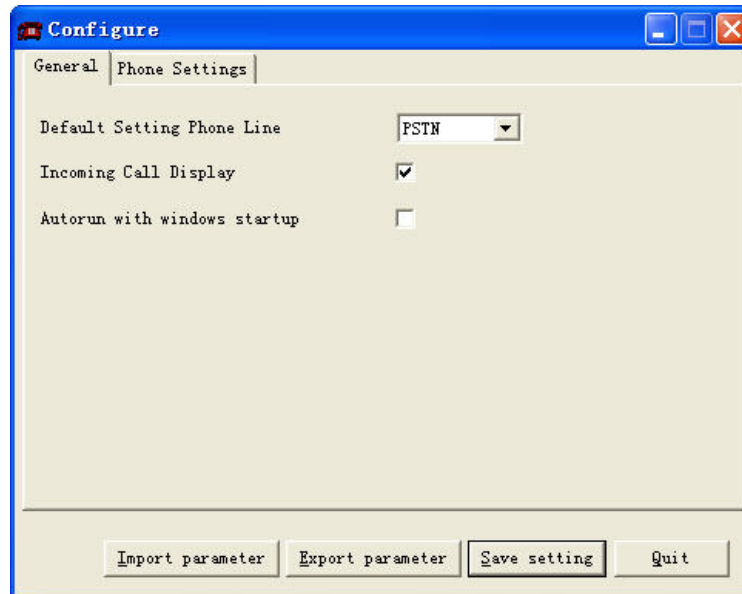 Configure
General Phone Settings
Default Setting Phone Line PSTN
Incoming Call Display
Autorun with windows startup
Import parameter Export parameter Save setting Quit